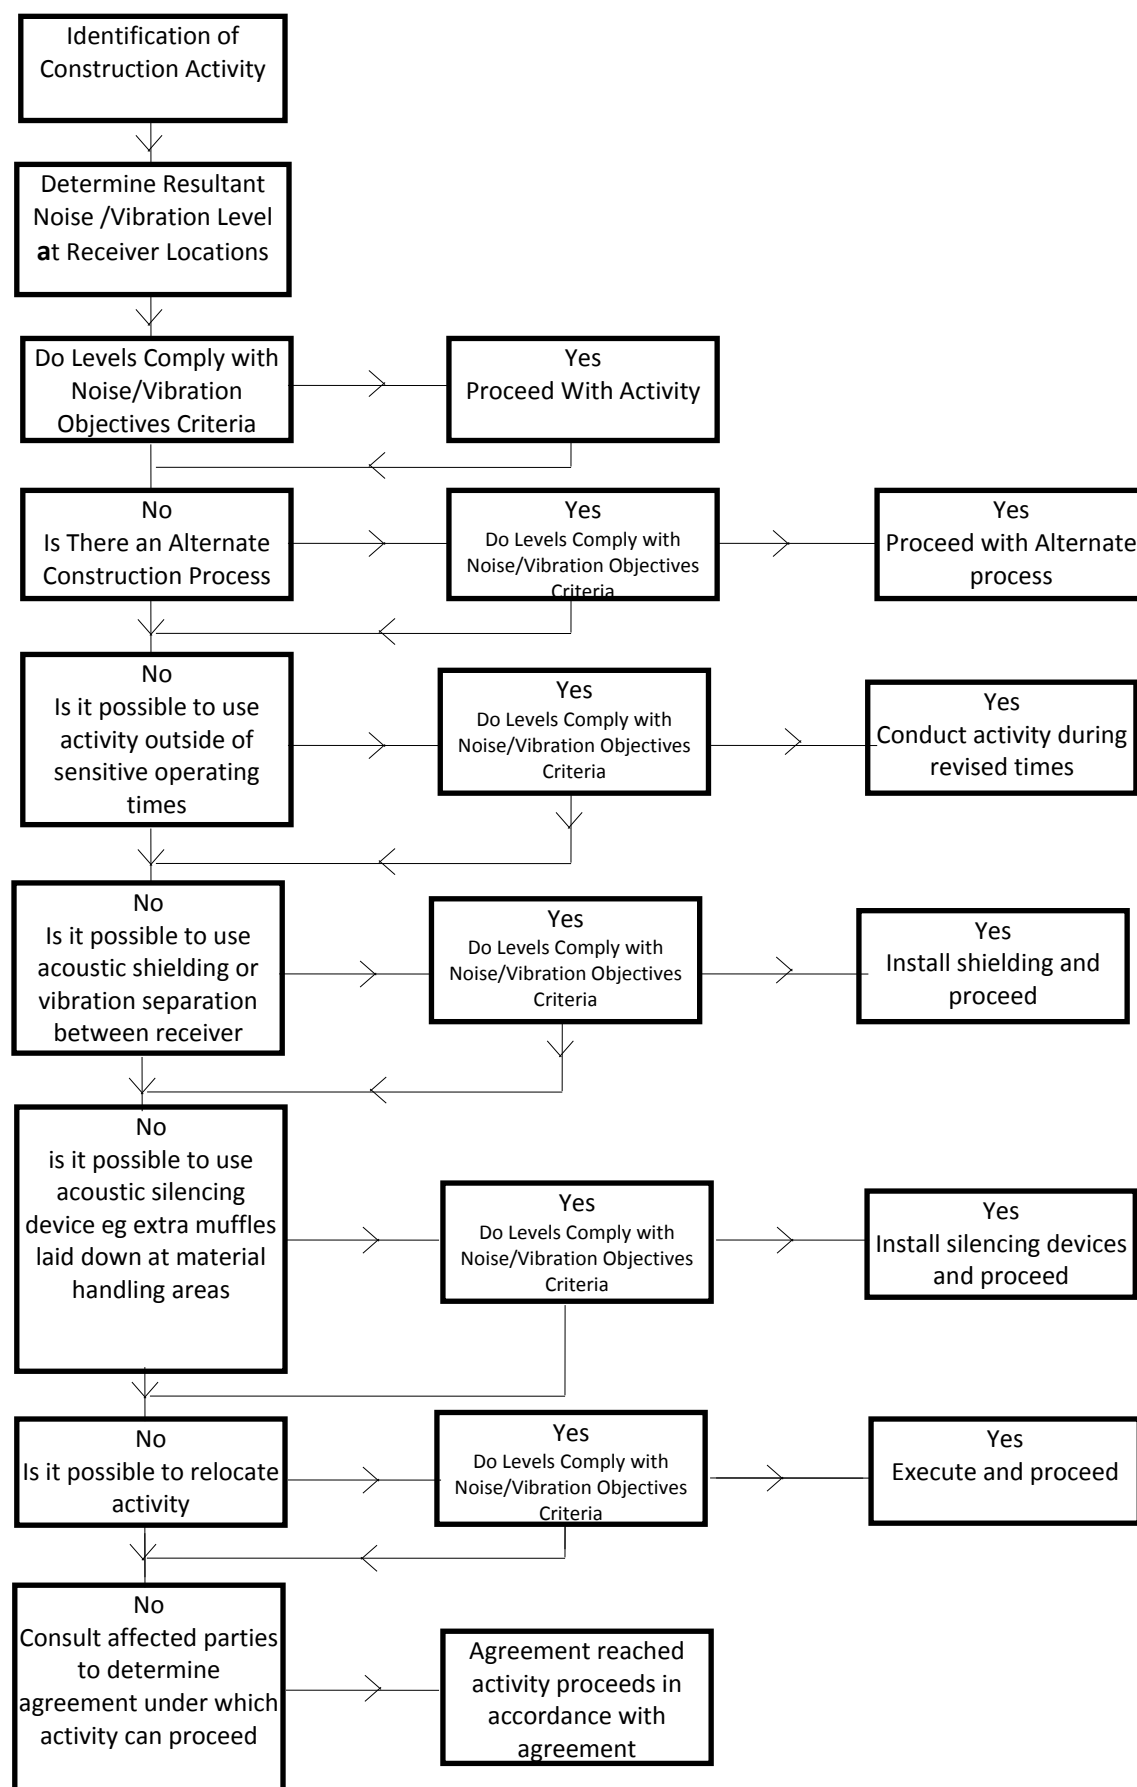 Identification of
Construction Activity
Determine Resultant
Noise /Vibration Level
at Receiver Locations
Do Levels Comply with
Noise/Vibration
Objectives Criteria
Yes
Proceed With Activity
No
Is There an Alternate
Construction Process
Yes
Do Levels Comply with
Noise/Vibration Objectives
Criteria
Yes
Proceed with Alternate
process
No
Is it possible to use
activity outside of
sensitive operating
times
Yes
Do Levels Comply with
Noise/Vibration Objectives
Criteria
Yes
Conduct activity during
revised times
No
Is it possible to use
acoustic shielding or
vibration separation
between receiver
Yes
Do Levels Comply with
Noise/Vibration Objectives
Criteria
Yes
Install shielding and
proceed
No
is it possible to use
acoustic silencing
device eg extra muffles
laid down at material
handling areas
Yes
Do Levels Comply with
Noise/Vibration Objectives
Criteria
Yes
Install silencing devices
and proceed
No
Is it possible to relocate
activity
Yes
Do Levels Comply with
Noise/Vibration Objectives
Criteria
Yes
Execute and proceed
No
Consult affected parties
to determine
agreement under which
activity can proceed
Agreement reached
activity proceeds in
accordance with
agreement